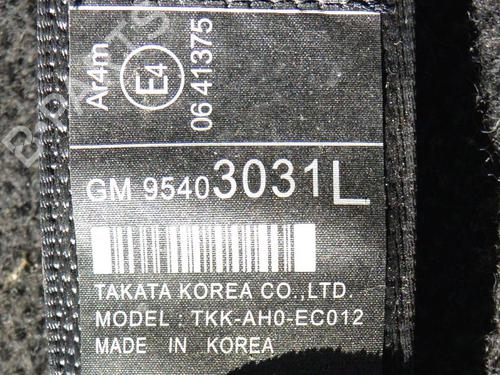 Ar4m
E4
06 41375
GM 95403031L
TAKATA KOREA CO.,LTD.
MODEL : TKK-AH0-EC012
MADE IN KOREA